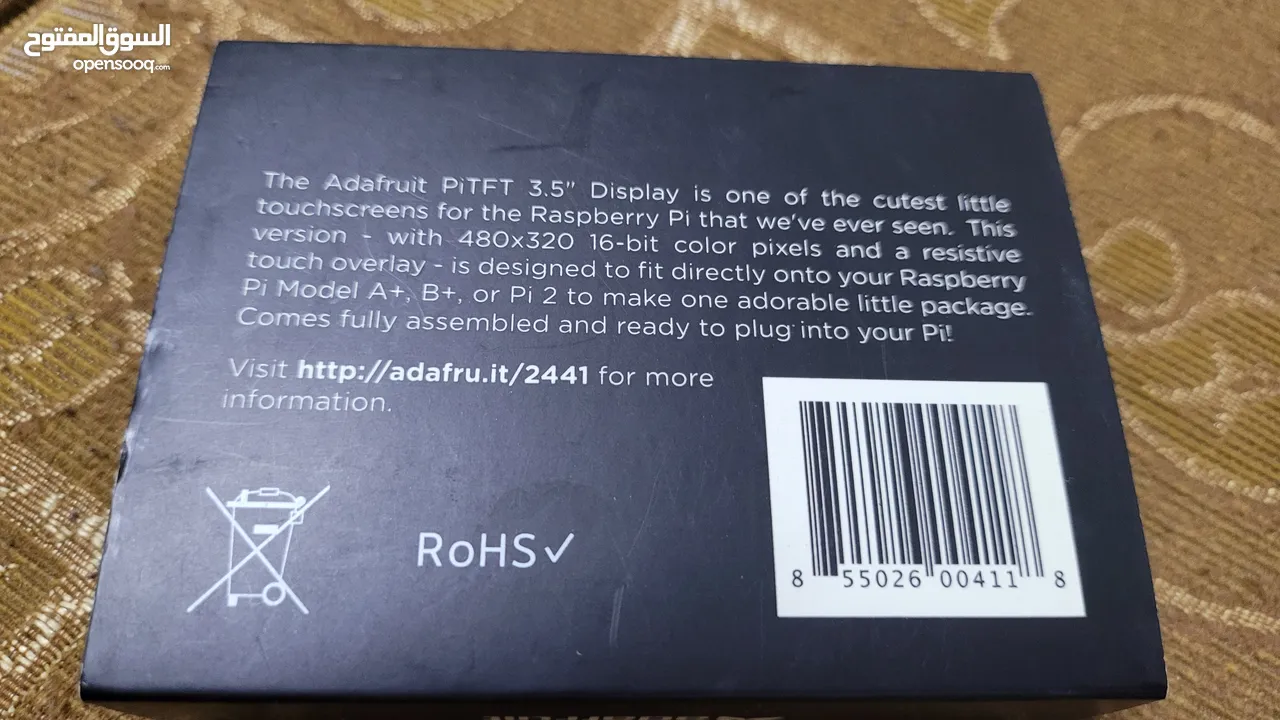 السوق المفتوح
opensooq.com
The Adafruit PiTFT 3.5" Display is one of the cutest little
touchscreens for the Raspberry Pi that we've ever seen. This
version - with 480x320 16-bit color pixels and a resistive
touch overlay - is designed to fit directly onto your Raspberry
Pi Model A+, B+, or Pi 2 to make one adorable little package.
Comes fully assembled and ready to plug into your Pi!
Visit http://adafru.it/2441 for more
information.
RoHS✓
8 55026 00411 8